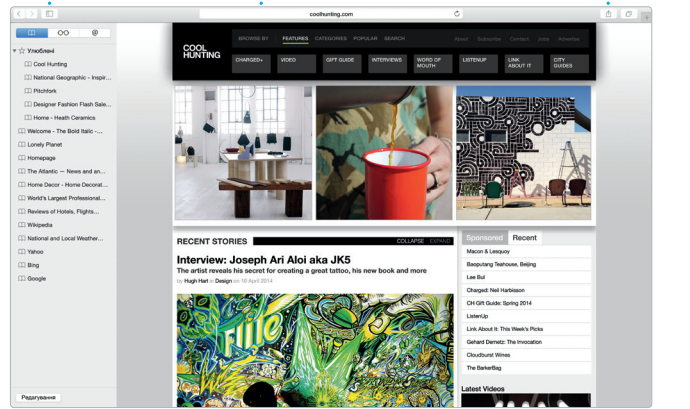 coolhunting.com
@
Улюблені
Cool Hunting
National Geographic - Inspir...
Pitchfork
Designer Fashion Flash Sale...
Home - Heath Ceramics
Welcome - The Bold Italic -...
Lonely Planet
Homepage
The Atlantic — News and an...
Home Decor - Home Decorat...
World's Largest Professional...
Reviews of Hotels, Flights...
Wikipedia
National and Local Weather...
Yahoo
Bing
Google
Редагування
COOL
HUNTING
BROWSE BY FEATURES CATEGORIES POPULAR SEARCH
About Subscribe Contact Jobs Advertise
CHARGED+ VIDEO GIFT GUIDE INTERVIEWS WORD OF MOUTH LISTENUP LINK ABOUT IT CITY GUIDES
RECENT STORIES COLLAPSE EXPAND
Interview: Joseph Ari Aloi aka JK5
The artist reveals his secret for creating a great tattoo, his new book and more
by Hugh Hart in Design on 10 April 2014
Sponsored Recent
Macon & Lesquoy
Baoputang Teahouse, Beijing
Lee Bul
Charged: Neil Harbisson
CH Gift Guide: Spring 2014
ListenUp
Link About It: This Week's Picks
Gehard Demetz: The Invocation
Cloudburst Wines
The BarkerBag
Latest Videos